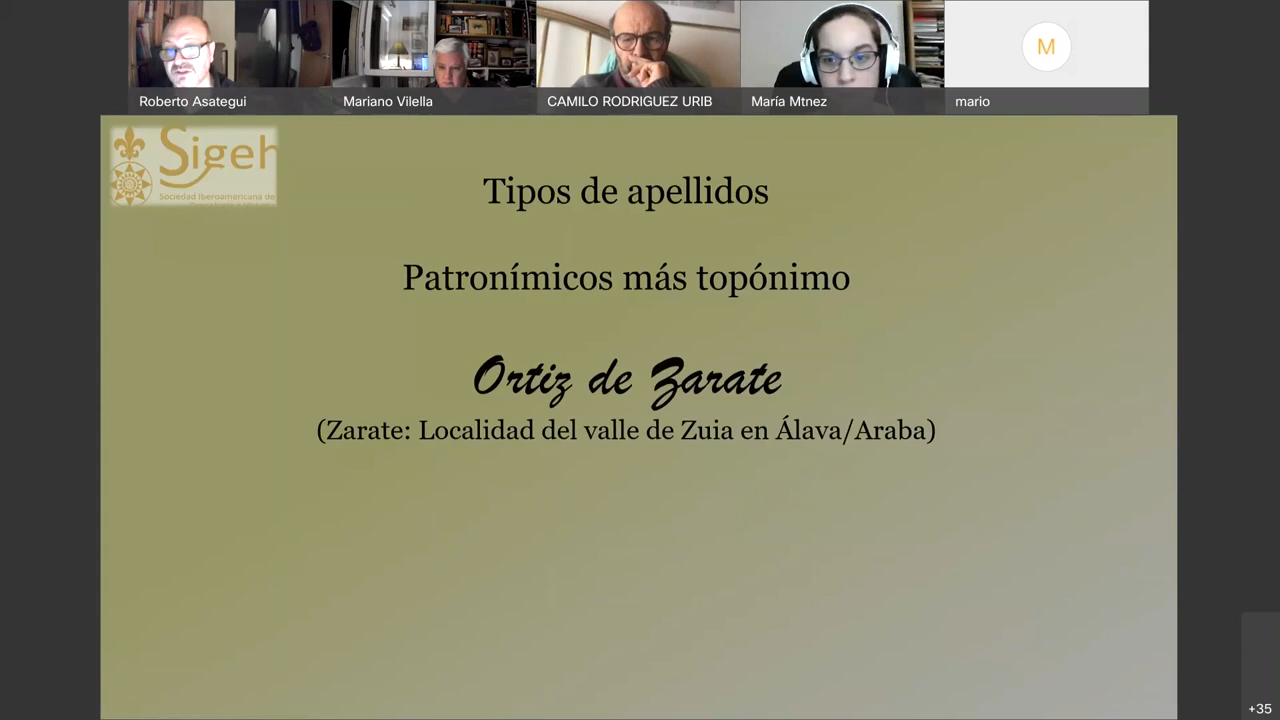 Roberto Asategui
Mariano Vilella
CAMILO RODRIGUEZ URIB
María Mtnez
M
mario
Sigeh
Sociedad Iberoamericana de
Tipos de apellidos
Patronímicos más topónimo
Ortiz de Zarate
(Zarate: Localidad del valle de Zuia en Álava/Araba)
+35